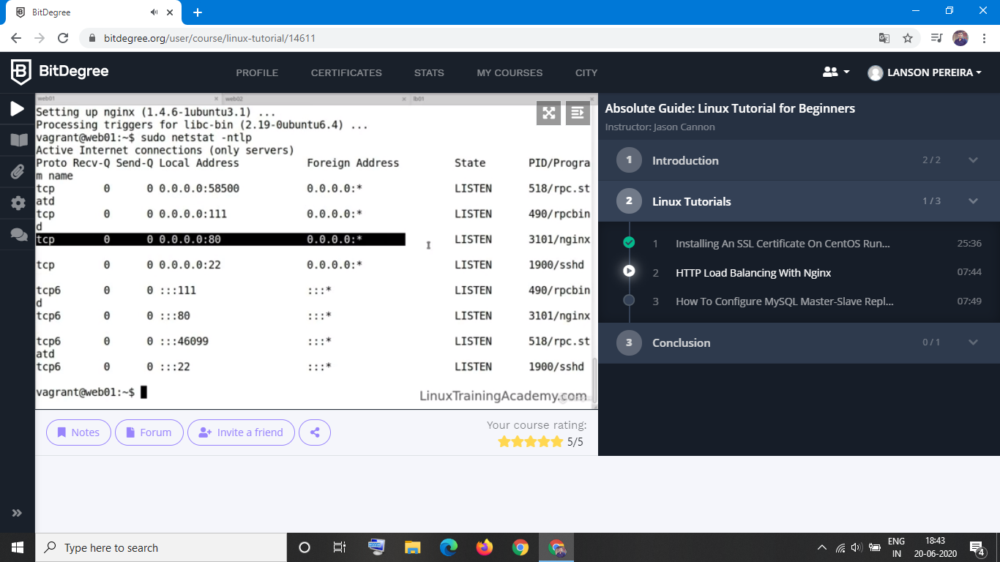 BitDegree
bitdegree.org/user/course/linux-tutorial/14611
BitDegree
PROFILE CERTIFICATES STATS MY COURSES CITY
LANSON PEREIRA
web01 web02 lb01
Setting up nginx (1.4.6-1ubuntu3.1) ...
Processing triggers for libc-bin (2.19-0ubuntu6.4) ...
vagrant@web01:~$ sudo netstat -ntlp
Active Internet connections (only servers)
Proto Recv-Q Send-Q Local Address Foreign Address State PID/Progra
m name
tcp 0 0 0.0.0.0:58500 0.0.0.0:* LISTEN 518/rpc.st
atd
tcp 0 0 0.0.0.0:111 0.0.0.0:* LISTEN 490/rpcbin
d
tcp 0 0 0.0.0.0:80 0.0.0.0:* LISTEN 3101/nginx
tcp 0 0 0.0.0.0:22 0.0.0.0:* LISTEN 1900/sshd
tcp6 0 0 :::111 :::* LISTEN 490/rpcbin
d
tcp6 0 0 :::80 :::* LISTEN 3101/nginx
tcp6 0 0 :::46099 :::* LISTEN 518/rpc.st
atd
tcp6 0 0 :::22 :::* LISTEN 1900/sshd
vagrant@web01:~$
LinuxTrainingAcademy.com
Absolute Guide: Linux Tutorial for Beginners
Instructor: Jason Cannon
1 Introduction 2 / 2
2 Linux Tutorials 1 / 3
1 Installing An SSL Certificate On CentOS Run... 25:36
2 HTTP Load Balancing With Nginx 07:44
3 How To Configure MySQL Master-Slave Repl... 07:49
3 Conclusion 0 / 1
Notes Forum Invite a friend
Your course rating:
5/5
Type here to search
ENG
IN
18:43
20-06-2020
4